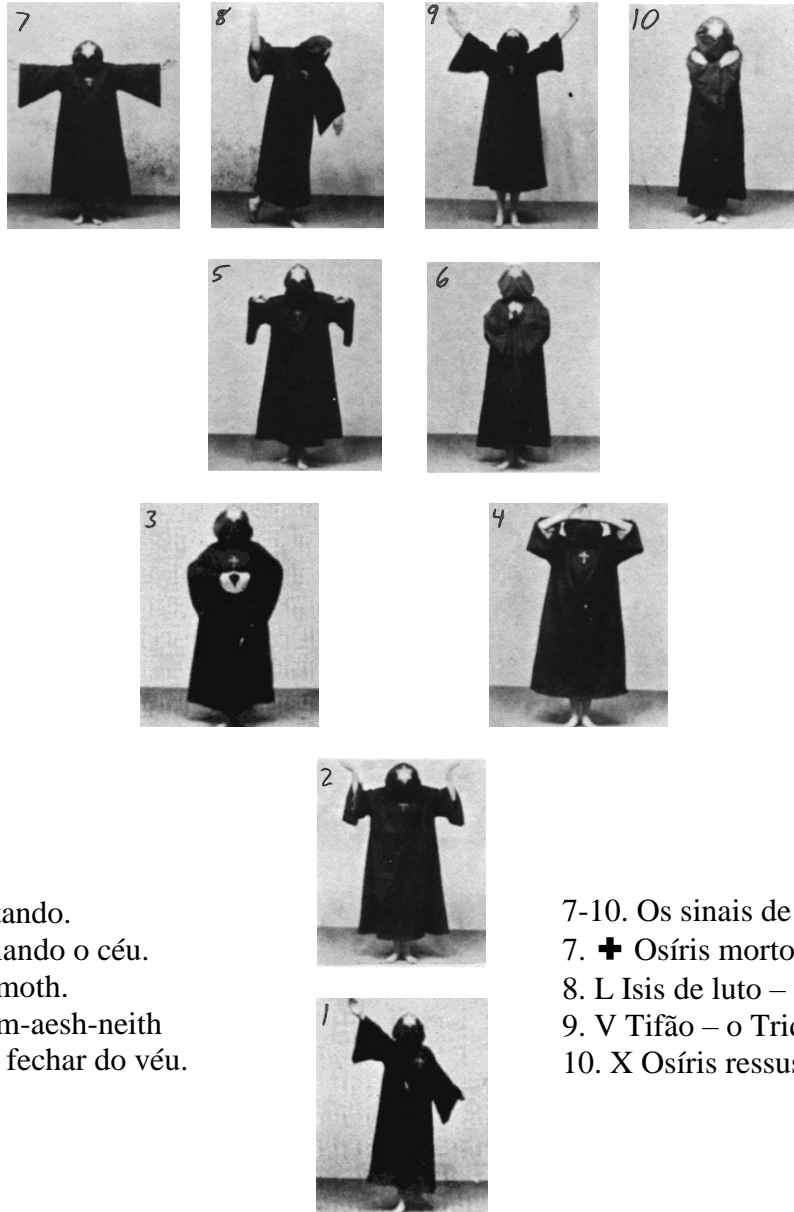 7 8 9 10
5 6
3 4
2
1
tando.
nando o céu.
moth.
m-aesh-neith
fechar do véu.
7-10. Os sinais de
7. ✚ Osíris morto
8. L Isis de luto –
9. V Tifão – o Tri
10. X Osíris ressus